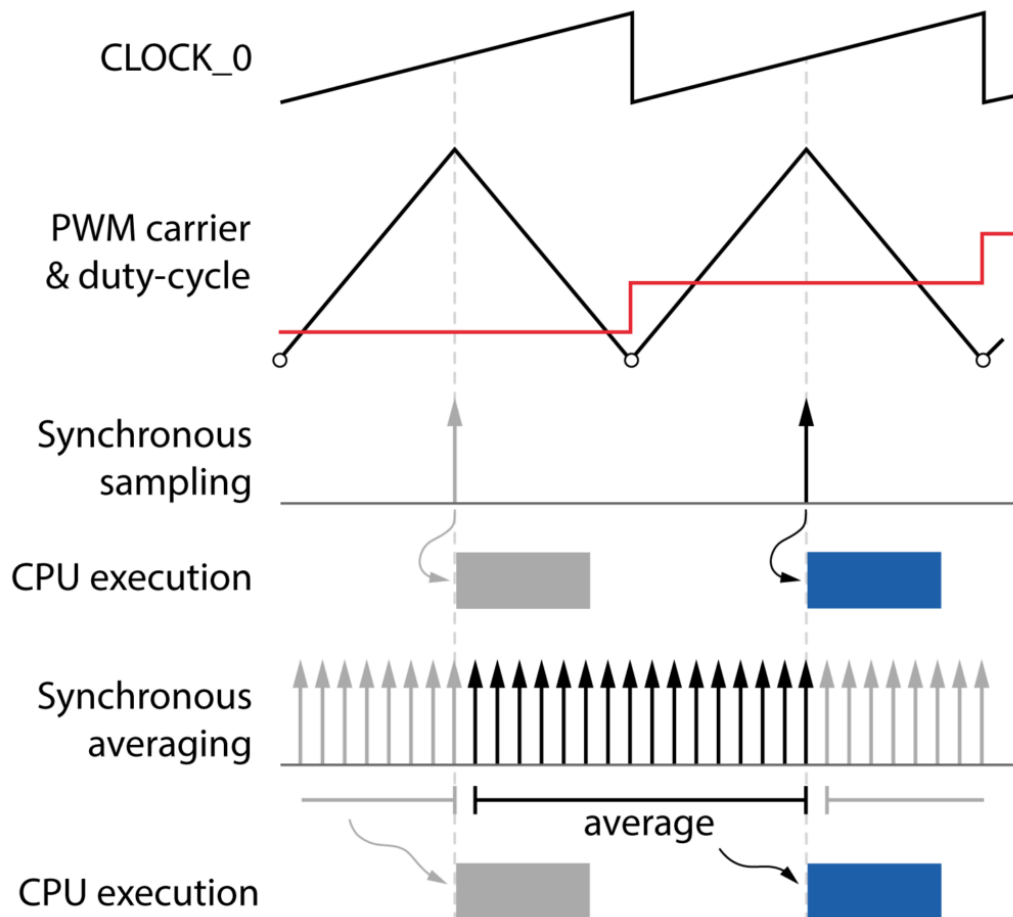 CLOCK_0
PWM carrier
& duty-cycle
Synchronous
sampling
CPU execution
Synchronous
averaging
average
CPU execution